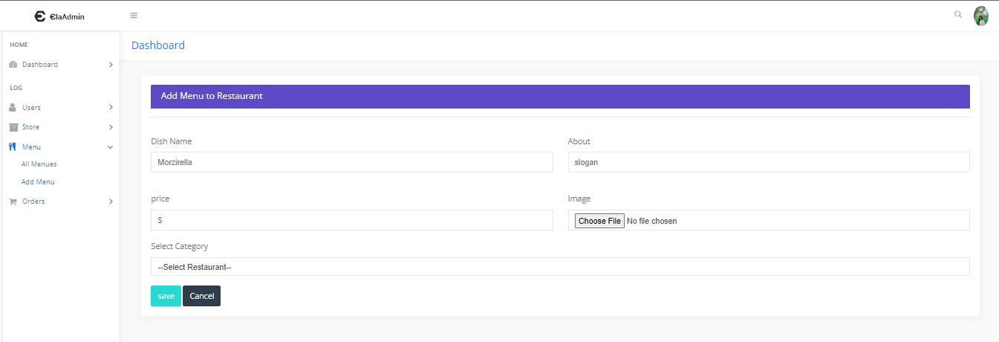 ElaAdmin
HOME
Dashboard
LOG
Users
Store
Menu
All Menues
Add Menu
Orders
Dashboard
Add Menu to Restaurant
Dish Name
About
Morzirella
slogan
price
Image
$
Choose File No file chosen
Select Category
--Select Restaurant--
save Cancel